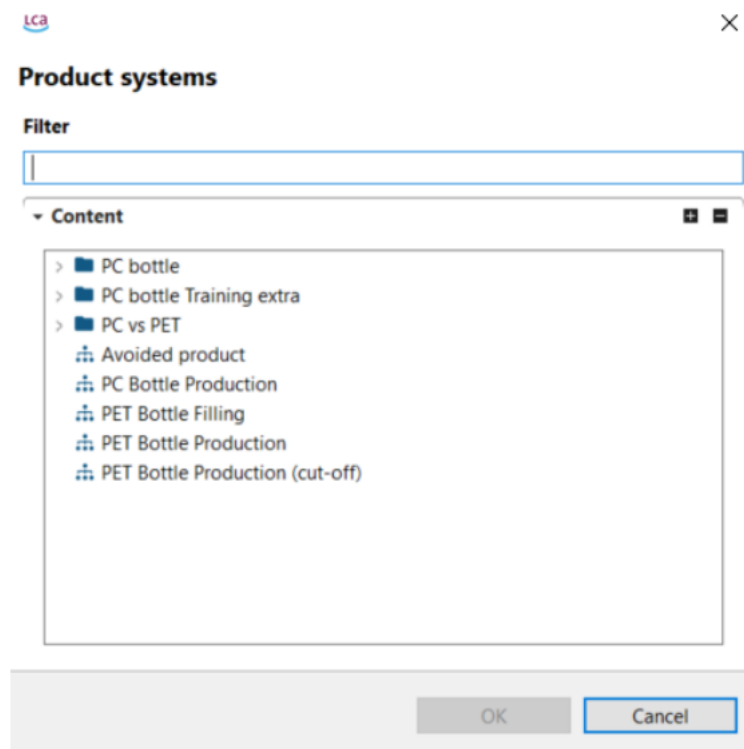 LCa
Product systems
Filter
Content
PC bottle
PC bottle Training extra
PC vs PET
Avoided product
PC Bottle Production
PET Bottle Filling
PET Bottle Production
PET Bottle Production (cut-off)
OK
Cancel